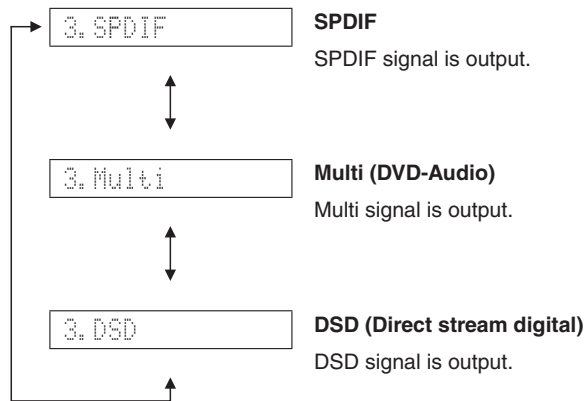 3.SPDIF
SPDIF
SPDIF signal is output.
3.Multi
Multi (DVD-Audio)
Multi signal is output.
3.DSD
DSD (Direct stream digital)
DSD signal is output.